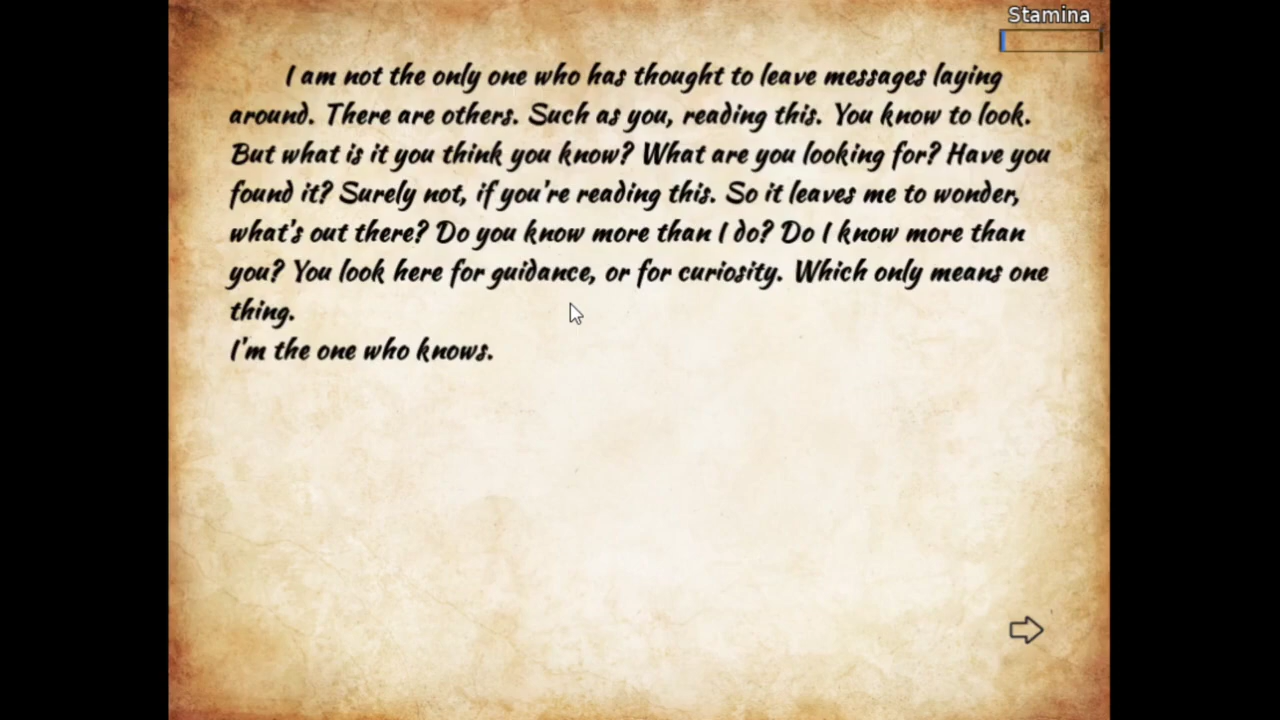 Stamina
I am not the only one who has thought to leave messages laying
around. There are others. Such as you, reading this. You know to look.
But what is it you think you know? What are you looking for? Have you
found it? Surely not, if you're reading this. So it leaves me to wonder,
what's out there? Do you know more than I do? Do I know more than
you? You look here for guidance, or for curiosity. Which only means one
thing.
I'm the one who knows.